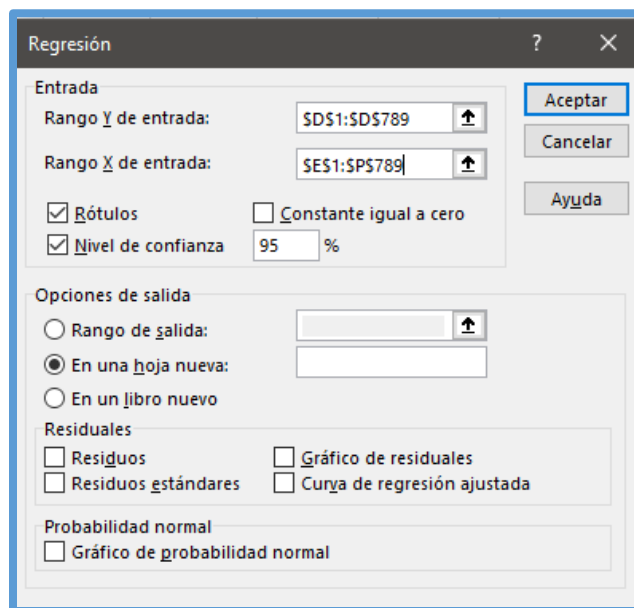 Regresión ? ×
Entrada
Rango Y de entrada: $D$1:$D$789
Rango X de entrada: $E$1:$P$789
Rótulos Constante igual a cero
Nivel de confianza 95 %
Aceptar
Cancelar
Ayuda
Opciones de salida
Rango de salida:
En una hoja nueva:
En un libro nuevo
Residuales
Residuos Gráfico de residuales
Residuos estándares Curva de regresión ajustada
Probabilidad normal
Gráfico de probabilidad normal